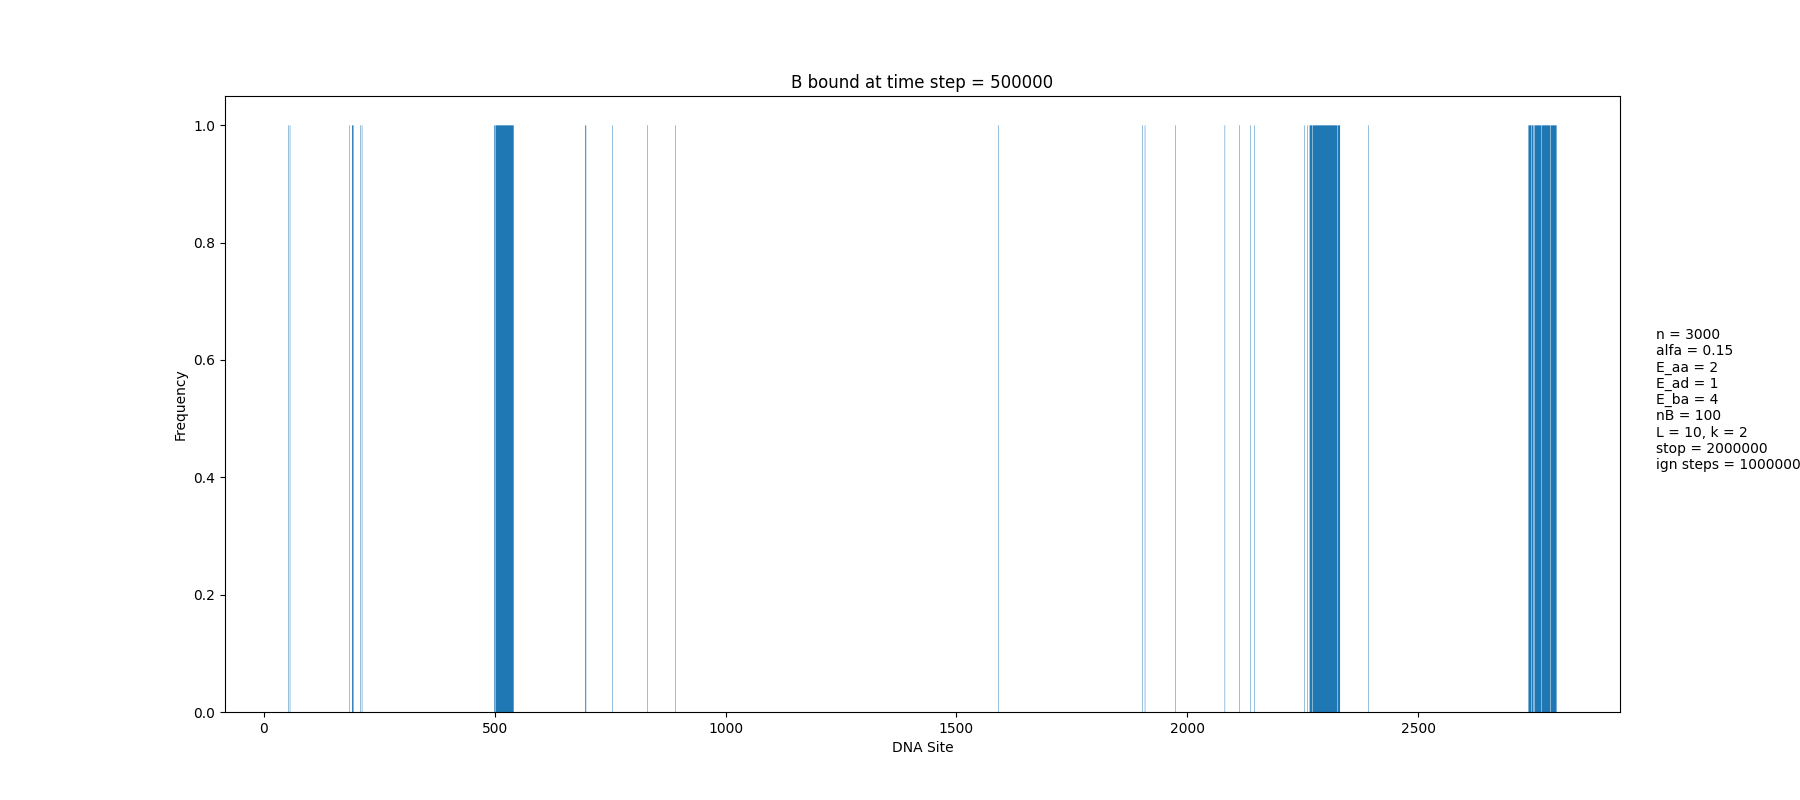 B bound at time step = 500000
1.0
0.8
0.6
0.4
0.2
0.0
Frequency
0 500 1000 1500 2000 2500
DNA Site
n = 3000
alfa = 0.15
E_aa = 2
E_ad = 1
E_ba = 4
nB = 100
L = 10, k = 2
stop = 2000000
ign steps = 1000000